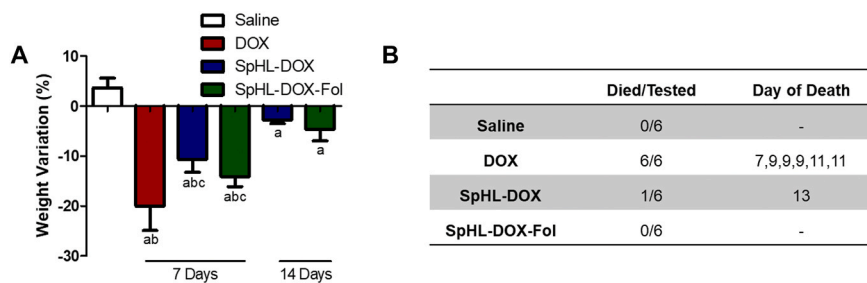 Saline
DOX
SpHL-DOX
SpHL-DOX-Fol
A
Weight Variation (%)
10
0
-10
-20
-30
ab
abc
abc
a
a
7 Days
14 Days
B
Died/Tested Day of Death
Saline 0/6 -
DOX 6/6 7,9,9,9,11,11
SpHL-DOX 1/6 13
SpHL-DOX-Fol 0/6 -